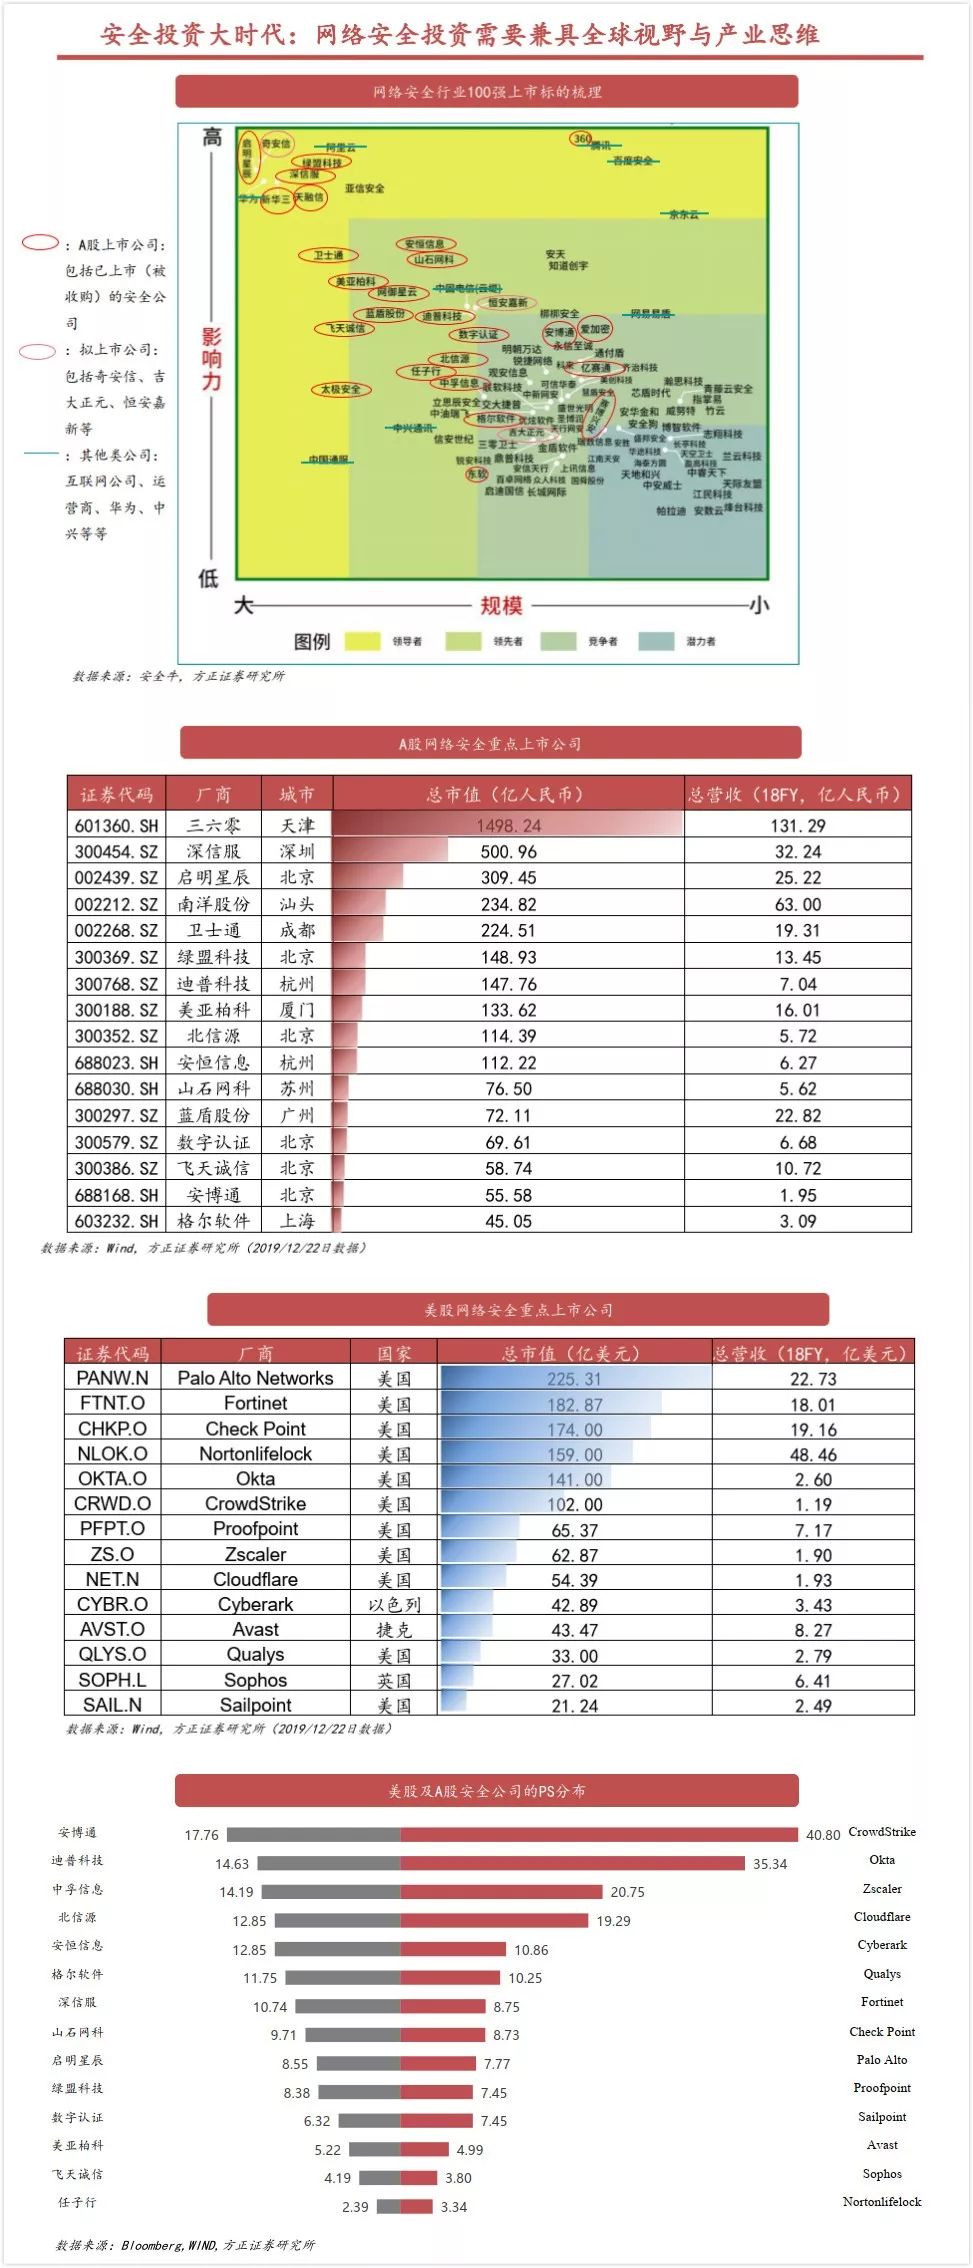 安全投资大时代：网络安全投资需要兼具全球视野与产业思维
网络安全行业100强上市标的梳理
：A股上市公司：
包括已上市（被
收购）的安全公
司
：拟上市公司：
包括奇安信、吉
大正元、恒安嘉
新等
：其他类公司：
互联网公司、运
营商、华为、中
兴等等
高
影响力
低
启明星辰
奇安信
阿里云
绿盟科技
深信服
华为
新华三
天融信
亚信安全
360
腾讯
百度安全
京东云
卫士通
安恒信息
山石网科
安天
知道创宇
美亚柏科
网御星云
中国电信(云堤)
恒安嘉新
蓝盾股份
迪普科技
梆梆安全
网易易盾
飞天诚信
数字认证
安博通
爱加密
永信至诚
明朝万达
通付盾
北信源
锐捷网络
科来
亿赛通
齐治科技
任子行
观安信息
美创科技
中孚信息
联软科技
可信华泰
瀚思科技
太极安全
中新网安
慧盾安全
芯盾时代
青藤云安全
指掌易
立思辰安全
交大捷普
盛世光明
安华金和
威努特
竹云
中油瑞飞
格尔软件
优炫软件
圣博润
安全狗
博智软件
中兴通讯
吉大正元
天行网安
志翔科技
信安世纪
三零卫士
瑞数信息
安胜
盛邦安全
长亭科技
金盾软件
华途科技
天空卫士
兰云科技
中国通服
锐安科技
鼎普科技
江南天安
海泰方圆
盈高科技
东软
安信天行
上讯信息
天地和兴
中睿天下
百卓网络
众人科技
国舜股份
中安威士
天际友盟
启迪国信
长城网际
江民科技
帕拉迪
安数云
烽台科技
大
规模
小
图例
领导者
领先者
竞争者
潜力者
数据来源：安全牛，方正证券研究所
A股网络安全重点上市公司
证券代码 厂商 城市 总市值（亿人民币） 总营收（18FY，亿人民币）
601360.SH 三六零 天津 1498.24 131.29
300454.SZ 深信服 深圳 500.96 32.24
002439.SZ 启明星辰 北京 309.45 25.22
002212.SZ 南洋股份 汕头 234.82 63.00
002268.SZ 卫士通 成都 224.51 19.31
300369.SZ 绿盟科技 北京 148.93 13.45
300768.SZ 迪普科技 杭州 147.76 7.04
300188.SZ 美亚柏科 厦门 133.62 16.01
300352.SZ 北信源 北京 114.39 5.72
688023.SH 安恒信息 杭州 112.22 6.27
688030.SH 山石网科 苏州 76.50 5.62
300297.SZ 蓝盾股份 广州 72.11 22.82
300579.SZ 数字认证 北京 69.61 6.68
300386.SZ 飞天诚信 北京 58.74 10.72
688168.SH 安博通 北京 55.58 1.95
603232.SH 格尔软件 上海 45.05 3.09
数据来源：Wind，方正证券研究所（2019/12/22日数据）
美股网络安全重点上市公司
证券代码 厂商 国家 总市值（亿美元） 总营收（18FY，亿美元）
PANW.N Palo Alto Networks 美国 225.31 22.73
FTNT.O Fortinet 美国 182.87 18.01
CHKP.O Check Point 美国 174.00 19.16
NLOK.O Nortonlifelock 美国 159.00 48.46
OKTA.O Okta 美国 141.00 2.60
CRWD.O CrowdStrike 美国 102.00 1.19
PFPT.O Proofpoint 美国 65.37 7.17
ZS.O Zscaler 美国 62.87 1.90
NET.N Cloudflare 美国 54.39 1.93
CYBR.O Cyberark 以色列 42.89 3.43
AVST.O Avast 捷克 43.47 8.27
QLYS.O Qualys 美国 33.00 2.79
SOPH.L Sophos 英国 27.02 6.41
SAIL.N Sailpoint 美国 21.24 2.49
数据来源：Wind，方正证券研究所（2019/12/22日数据）
美股及A股安全公司的PS分布
安博通 17.76 40.80 CrowdStrike
迪普科技 14.63 35.34 Okta
中孚信息 14.19 20.75 Zscaler
北信源 12.85 19.29 Cloudflare
安恒信息 12.85 10.86 Cyberark
格尔软件 11.75 10.25 Qualys
深信服 10.74 8.75 Fortinet
山石网科 9.71 8.73 Check Point
启明星辰 8.55 7.77 Palo Alto
绿盟科技 8.38 7.45 Proofpoint
数字认证 6.32 7.45 Sailpoint
美亚柏科 5.22 4.99 Avast
飞天诚信 4.19 3.80 Sophos
任子行 2.39 3.34 Nortonlifelock
数据来源：Bloomberg,WIND,方正证券研究所